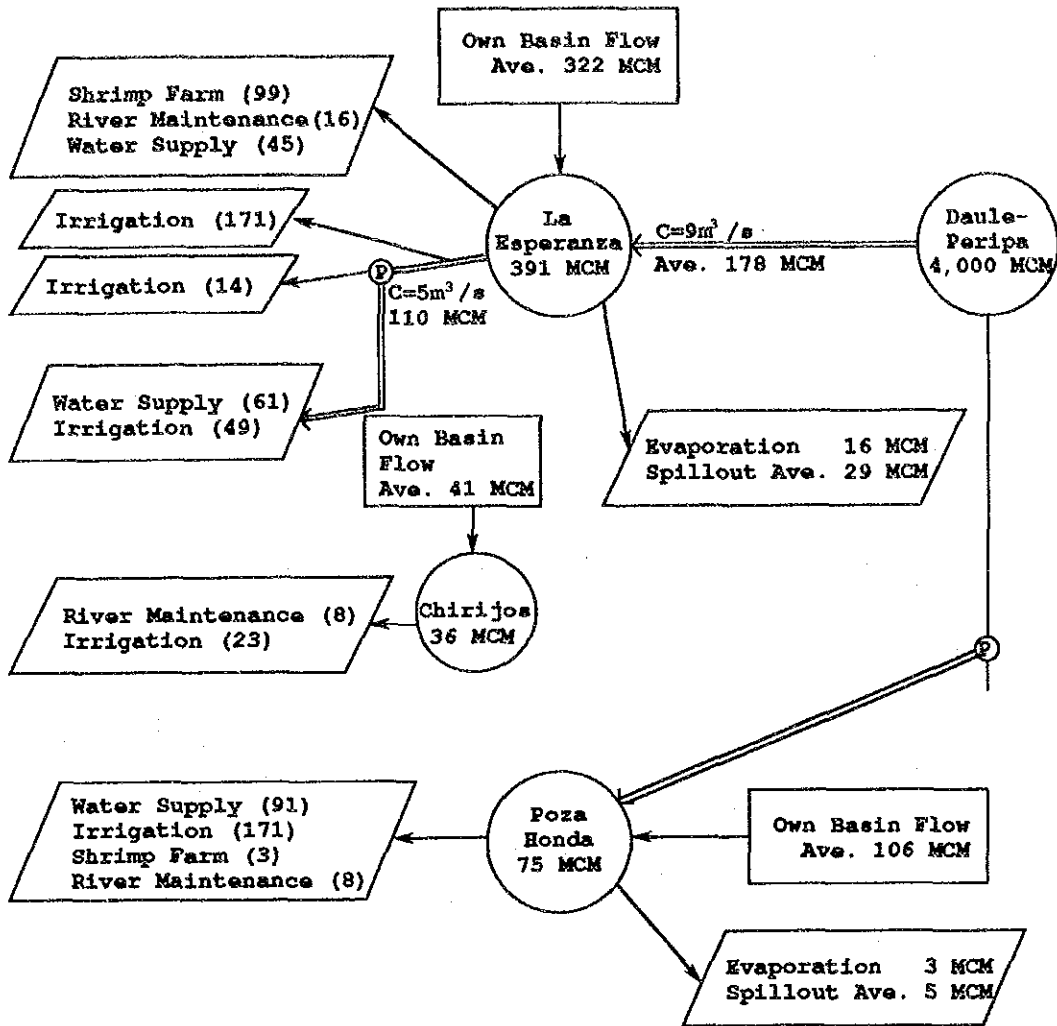 Own Basin Flow
Ave. 322 MCM
Shrimp Farm (99)
River Maintenance (16)
Water Supply (45)
Irrigation (171)
Irrigation (14)
La
Esperanza
391 MCM
C=9m³/s
Ave. 178 MCM
Daule-
Peripa
4,000 MCM
P
C=5m³/s
110 MCM
Water Supply (61)
Irrigation (49)
Own Basin
Flow
Ave. 41 MCM
Evaporation 16 MCM
Spillout Ave. 29 MCM
River Maintenance (8)
Irrigation (23)
Chirijos
36 MCM
P
Water Supply (91)
Irrigation (171)
Shrimp Farm (3)
River Maintenance (8)
Poza
Honda
75 MCM
Own Basin Flow
Ave. 106 MCM
Evaporation 3 MCM
Spillout Ave. 5 MCM